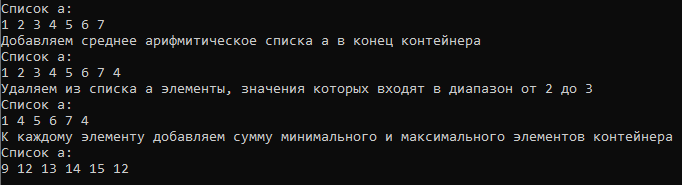 Список а:
1 2 3 4 5 6 7
Добавляем среднее арифмитическое списка а в конец контейнера
Список а:
1 2 3 4 5 6 7 4
Удаляем из списка а элементы, значения которых входят в диапазон от 2 до 3
Список а:
1 4 5 6 7 4
К каждому элементу добавляем сумму минимального и максимального элементов контейнера
Список а:
9 12 13 14 15 12